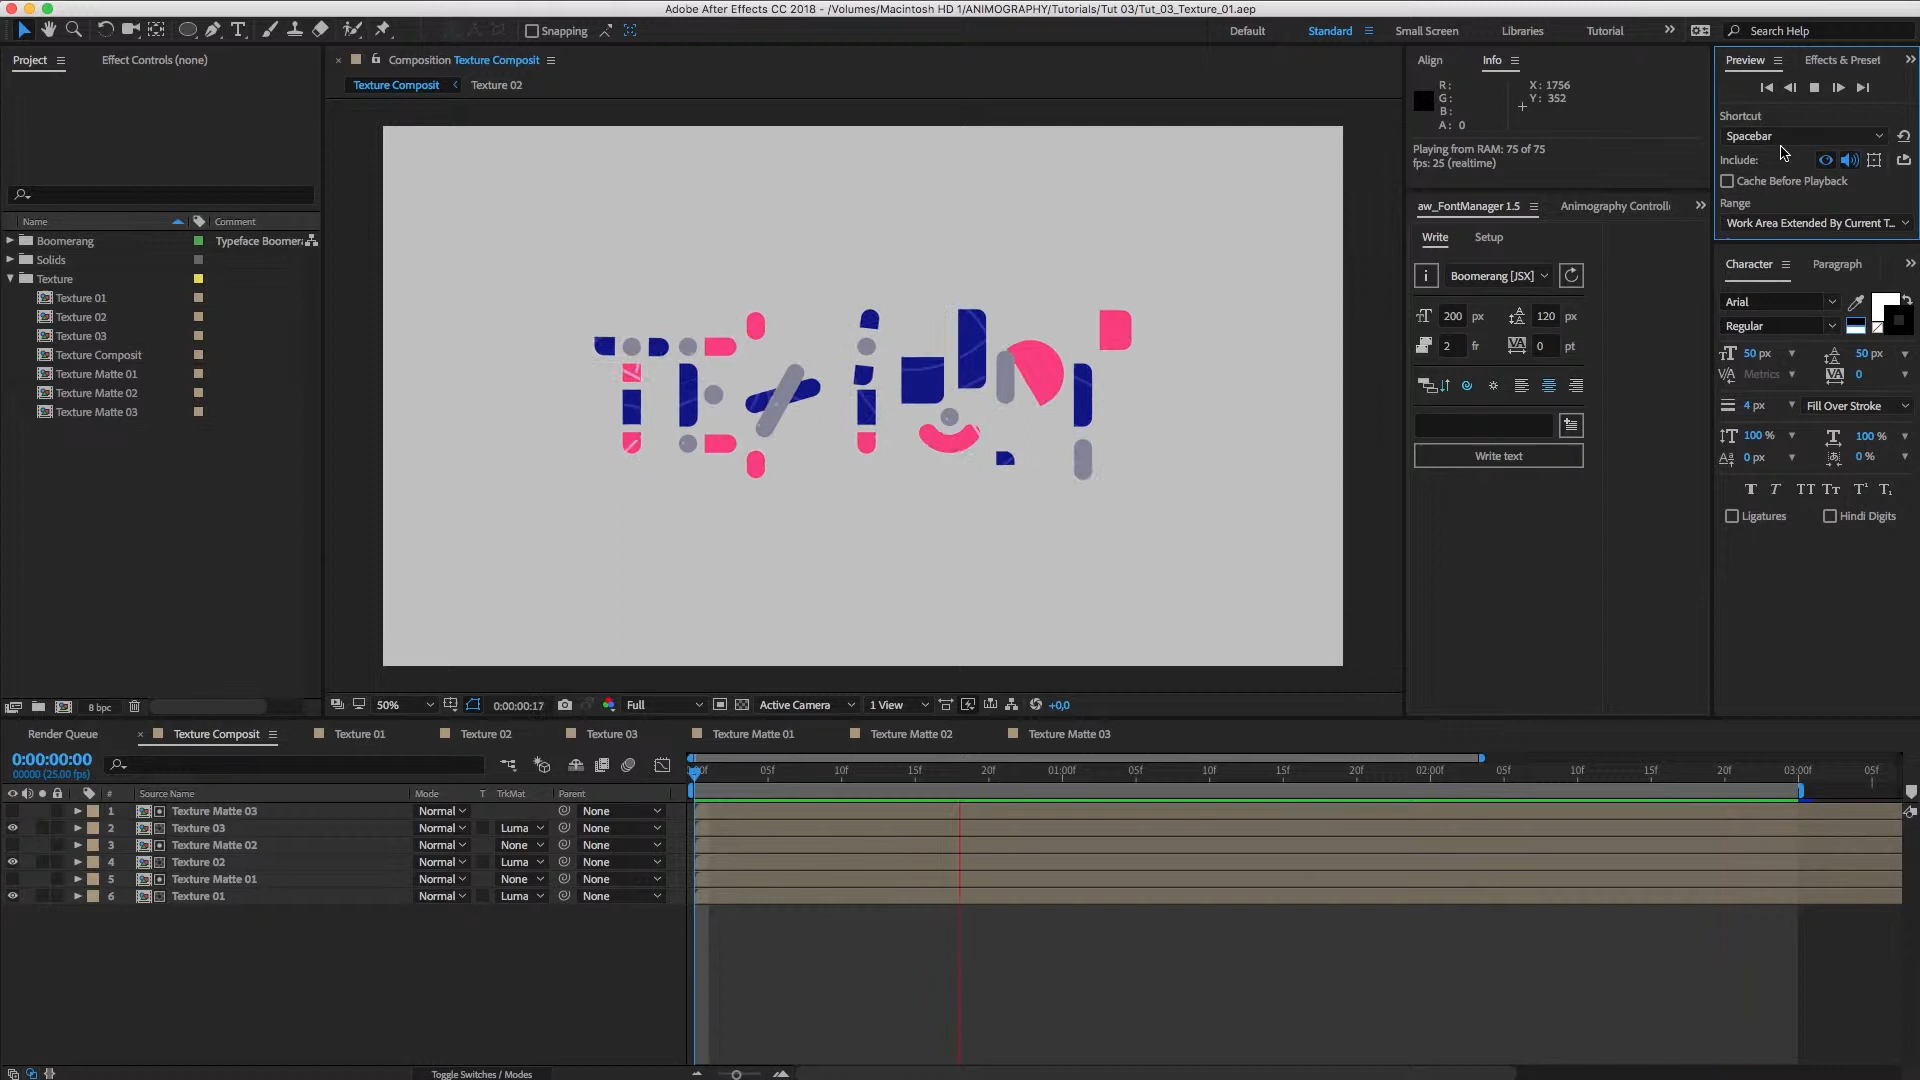 Adobe After Effects CC 2018 - /Volumes/Macintosh HD 1/ANIMOGRAPHY/Tutorials/Tut 03/Tut_03_Texture_01.aep
Snapping
Default
Standard
Small Screen
Libraries
Tutorial
Search Help
Project
Effect Controls (none)
Composition Texture Composit
Texture Composit
Texture 02
Name
Comment
Boomerang
Typeface Boomer
Solids
Texture
Texture 01
Texture 02
Texture 03
Texture Composit
Texture Matte 01
Texture Matte 02
Texture Matte 03
8 bpc
50%
0:00:00:17
Full
Active Camera
1 View
+0,0
Align
Info
R:
G:
B:
A: 0
X: 1756
Y: 352
Playing from RAM: 75 of 75
fps: 25 (realtime)
aw_FontManager 1.5
Animography Controll
Write
Setup
i
Boomerang [JSX]
200 px
120 px
2 fr
0 pt
Write text
Preview
Effects & Preset
Shortcut
Spacebar
Include:
Cache Before Playback
Range
Work Area Extended By Current T...
Character
Paragraph
Arial
Regular
50 px
50 px
Metrics
0
4 px
Fill Over Stroke
100 %
100 %
0 px
0 %
Ligatures
Hindi Digits
Render Queue
Texture Composit
Texture 01
Texture 02
Texture 03
Texture Matte 01
Texture Matte 02
Texture Matte 03
0:00:00:00
00000 (25.00 fps)
05f
10f
15f
20f
01:00f
05f
10f
15f
20f
02:00f
05f
10f
15f
20f
03:00f
05f
#
Source Name
Mode
T
TrkMat
Parent
1 Texture Matte 03 Normal None
2 Texture 03 Normal Luma None
3 Texture Matte 02 Normal None None
4 Texture 02 Normal Luma None
5 Texture Matte 01 Normal None None
6 Texture 01 Normal Luma None
Toggle Switches / Modes